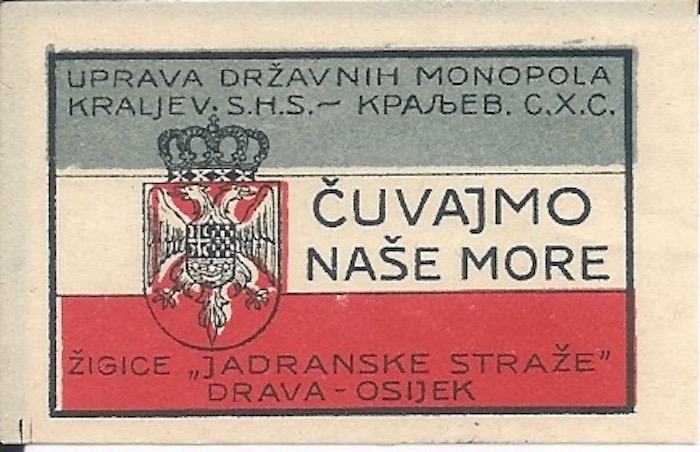 UPRAVA DRŽAVNIH MONOPOLA
KRALJEV. S.H.S.~ КРАЉЕВ. С.Х.С.
ČUVAJMO
NAŠE MORE
ŽIGICE „JADRANSKE STRAŽE"
DRAVA-OSIJEK